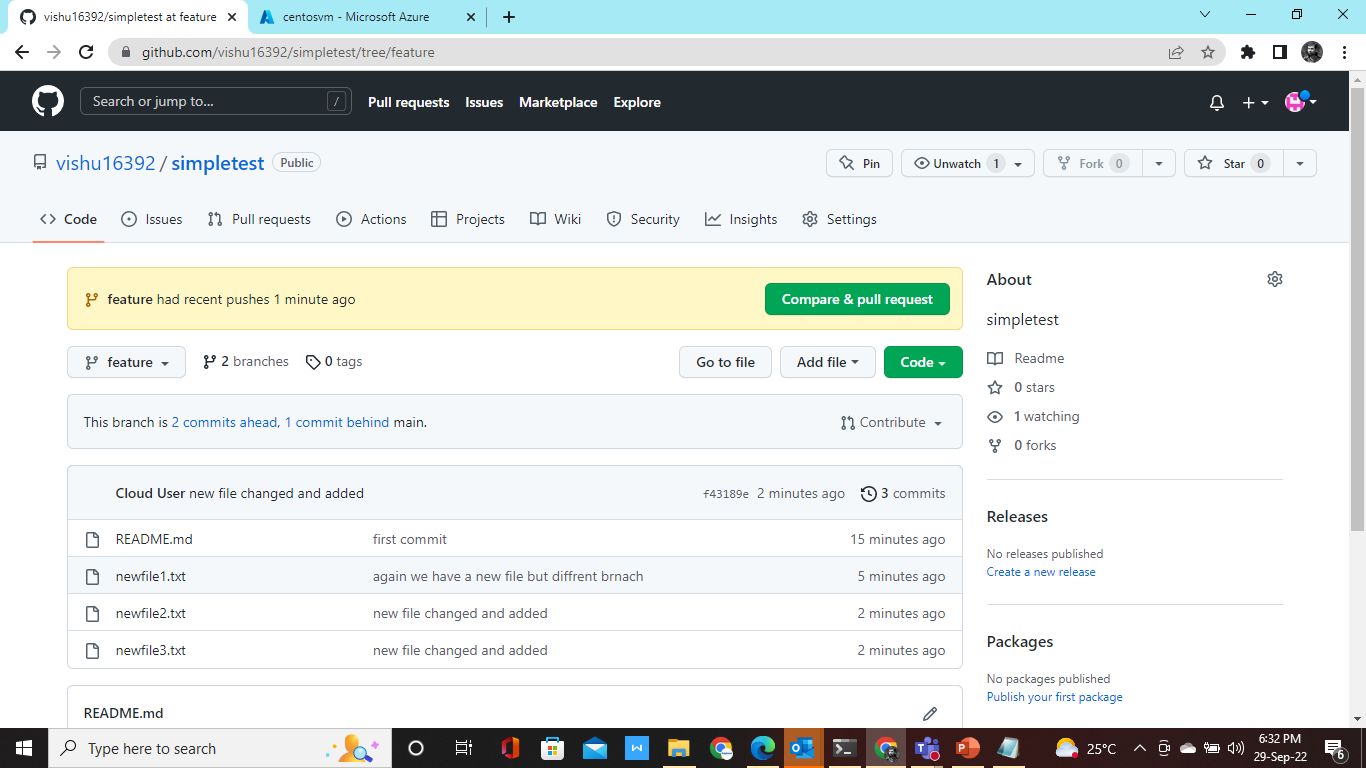 vishu16392/simpletest at feature
centosvm - Microsoft Azure
github.com/vishu16392/simpletest/tree/feature
Search or jump to... /
Pull requests Issues Marketplace Explore
vishu16392 / simpletest Public
Pin Unwatch 1 Fork 0 Star 0
Code Issues Pull requests Actions Projects Wiki Security Insights Settings
feature had recent pushes 1 minute ago Compare & pull request
feature 2 branches 0 tags Go to file Add file Code
This branch is 2 commits ahead, 1 commit behind main. Contribute
Cloud User new file changed and added f43189e 2 minutes ago 3 commits
README.md first commit 15 minutes ago
newfile1.txt again we have a new file but diffrent brnach 5 minutes ago
newfile2.txt new file changed and added 2 minutes ago
newfile3.txt new file changed and added 2 minutes ago
README.md
About
simpletest
Readme
0 stars
1 watching
0 forks
Releases
No releases published
Create a new release
Packages
No packages published
Publish your first package
Type here to search
25°C
6:32 PM
29-Sep-22
6